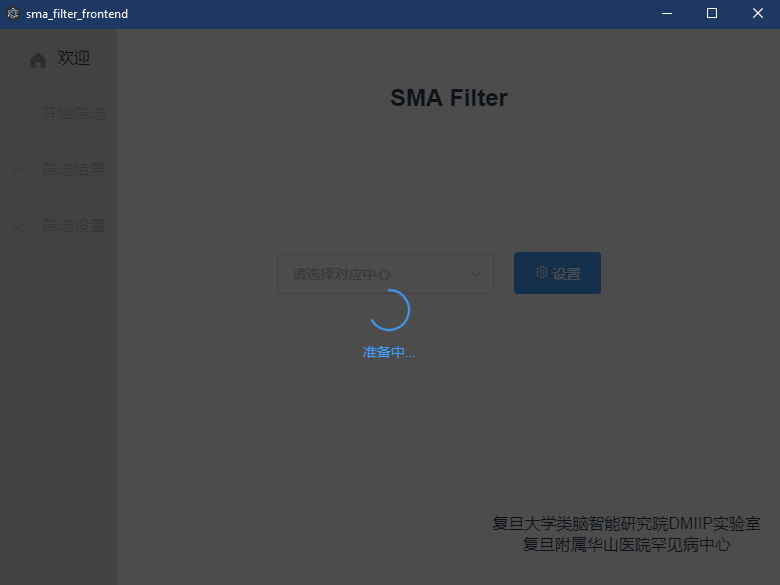 sma_filter_frontend
欢迎
开始筛选
筛选结果
筛选设置
SMA Filter
请选择对应中心
设置
准备中...
复旦大学类脑智能研究院DMIIP实验室
复旦附属华山医院罕见病中心